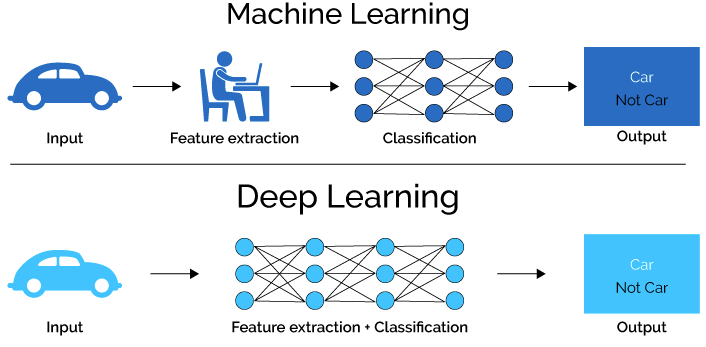 Machine Learning
Car
Not Car
Input
Feature extraction
Classification
Output
Deep Learning
Car
Not Car
Input
Feature extraction + Classification
Output